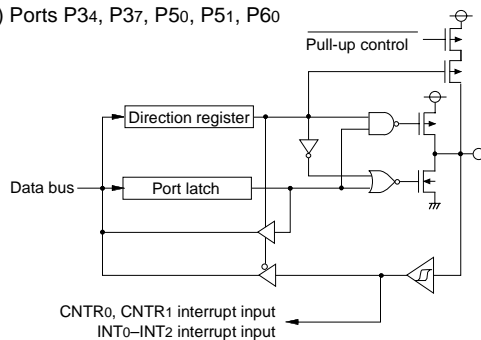 ) Ports P34, P37, P50, P51, P60
Pull-up control
Direction register
Data bus
Port latch
CNTR0, CNTR1 interrupt input
INT0–INT2 interrupt input